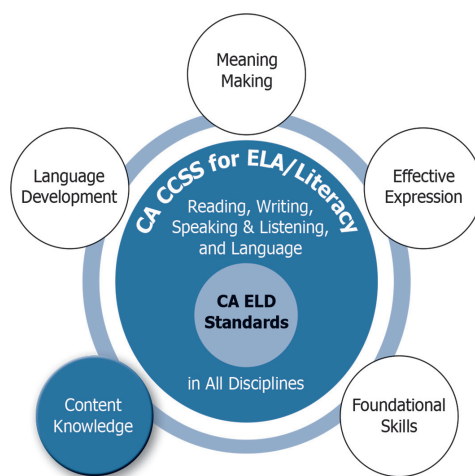 Meaning
Making
Language
Development
Effective
Expression
CA CCSS for ELA/Literacy
Reading, Writing,
Speaking & Listening,
and Language
CA ELD
Standards
in All Disciplines
Content
Knowledge
Foundational
Skills